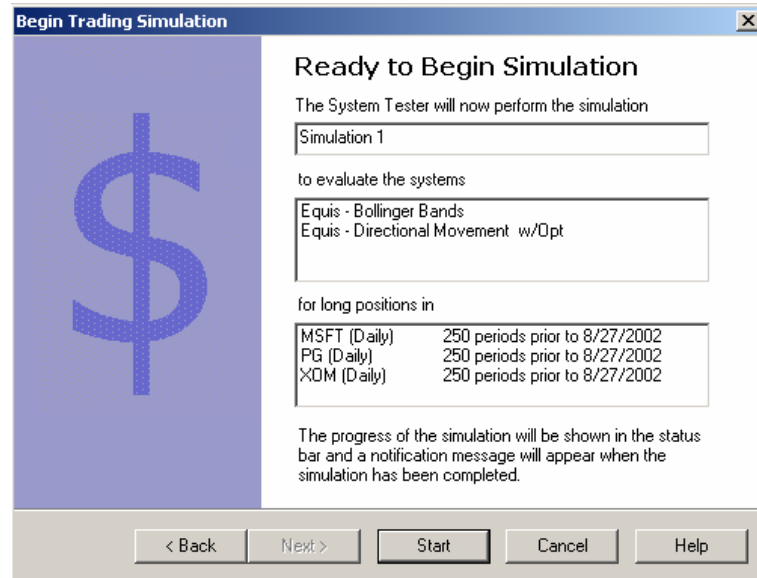 Begin Trading Simulation
$
Ready to Begin Simulation
The System Tester will now perform the simulation
Simulation 1
to evaluate the systems
Equis - Bollinger Bands
Equis - Directional Movement w/Opt
for long positions in
MSFT (Daily) 250 periods prior to 8/27/2002
PG (Daily) 250 periods prior to 8/27/2002
XOM (Daily) 250 periods prior to 8/27/2002
The progress of the simulation will be shown in the status
bar and a notification message will appear when the
simulation has been completed.
< Back Next > Start Cancel Help